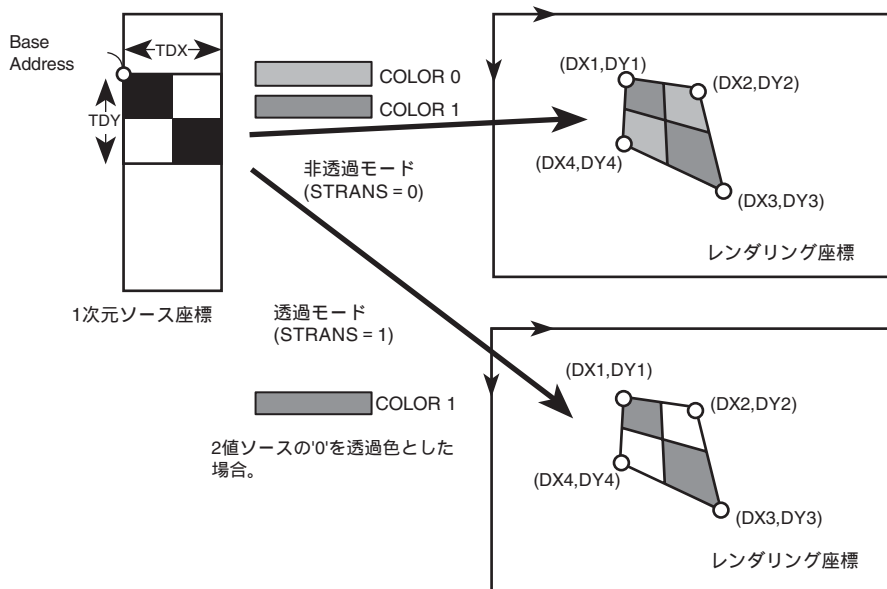 Base
Address
TDX
TDY
1次元ソース座標
COLOR 0
COLOR 1
非透過モード
(STRANS = 0)
(DX1,DY1)
(DX2,DY2)
(DX4,DY4)
(DX3,DY3)
レンダリング座標
透過モード
(STRANS = 1)
COLOR 1
2値ソースの'0'を透過色とした
場合。
(DX1,DY1)
(DX2,DY2)
(DX4,DY4)
(DX3,DY3)
レンダリング座標